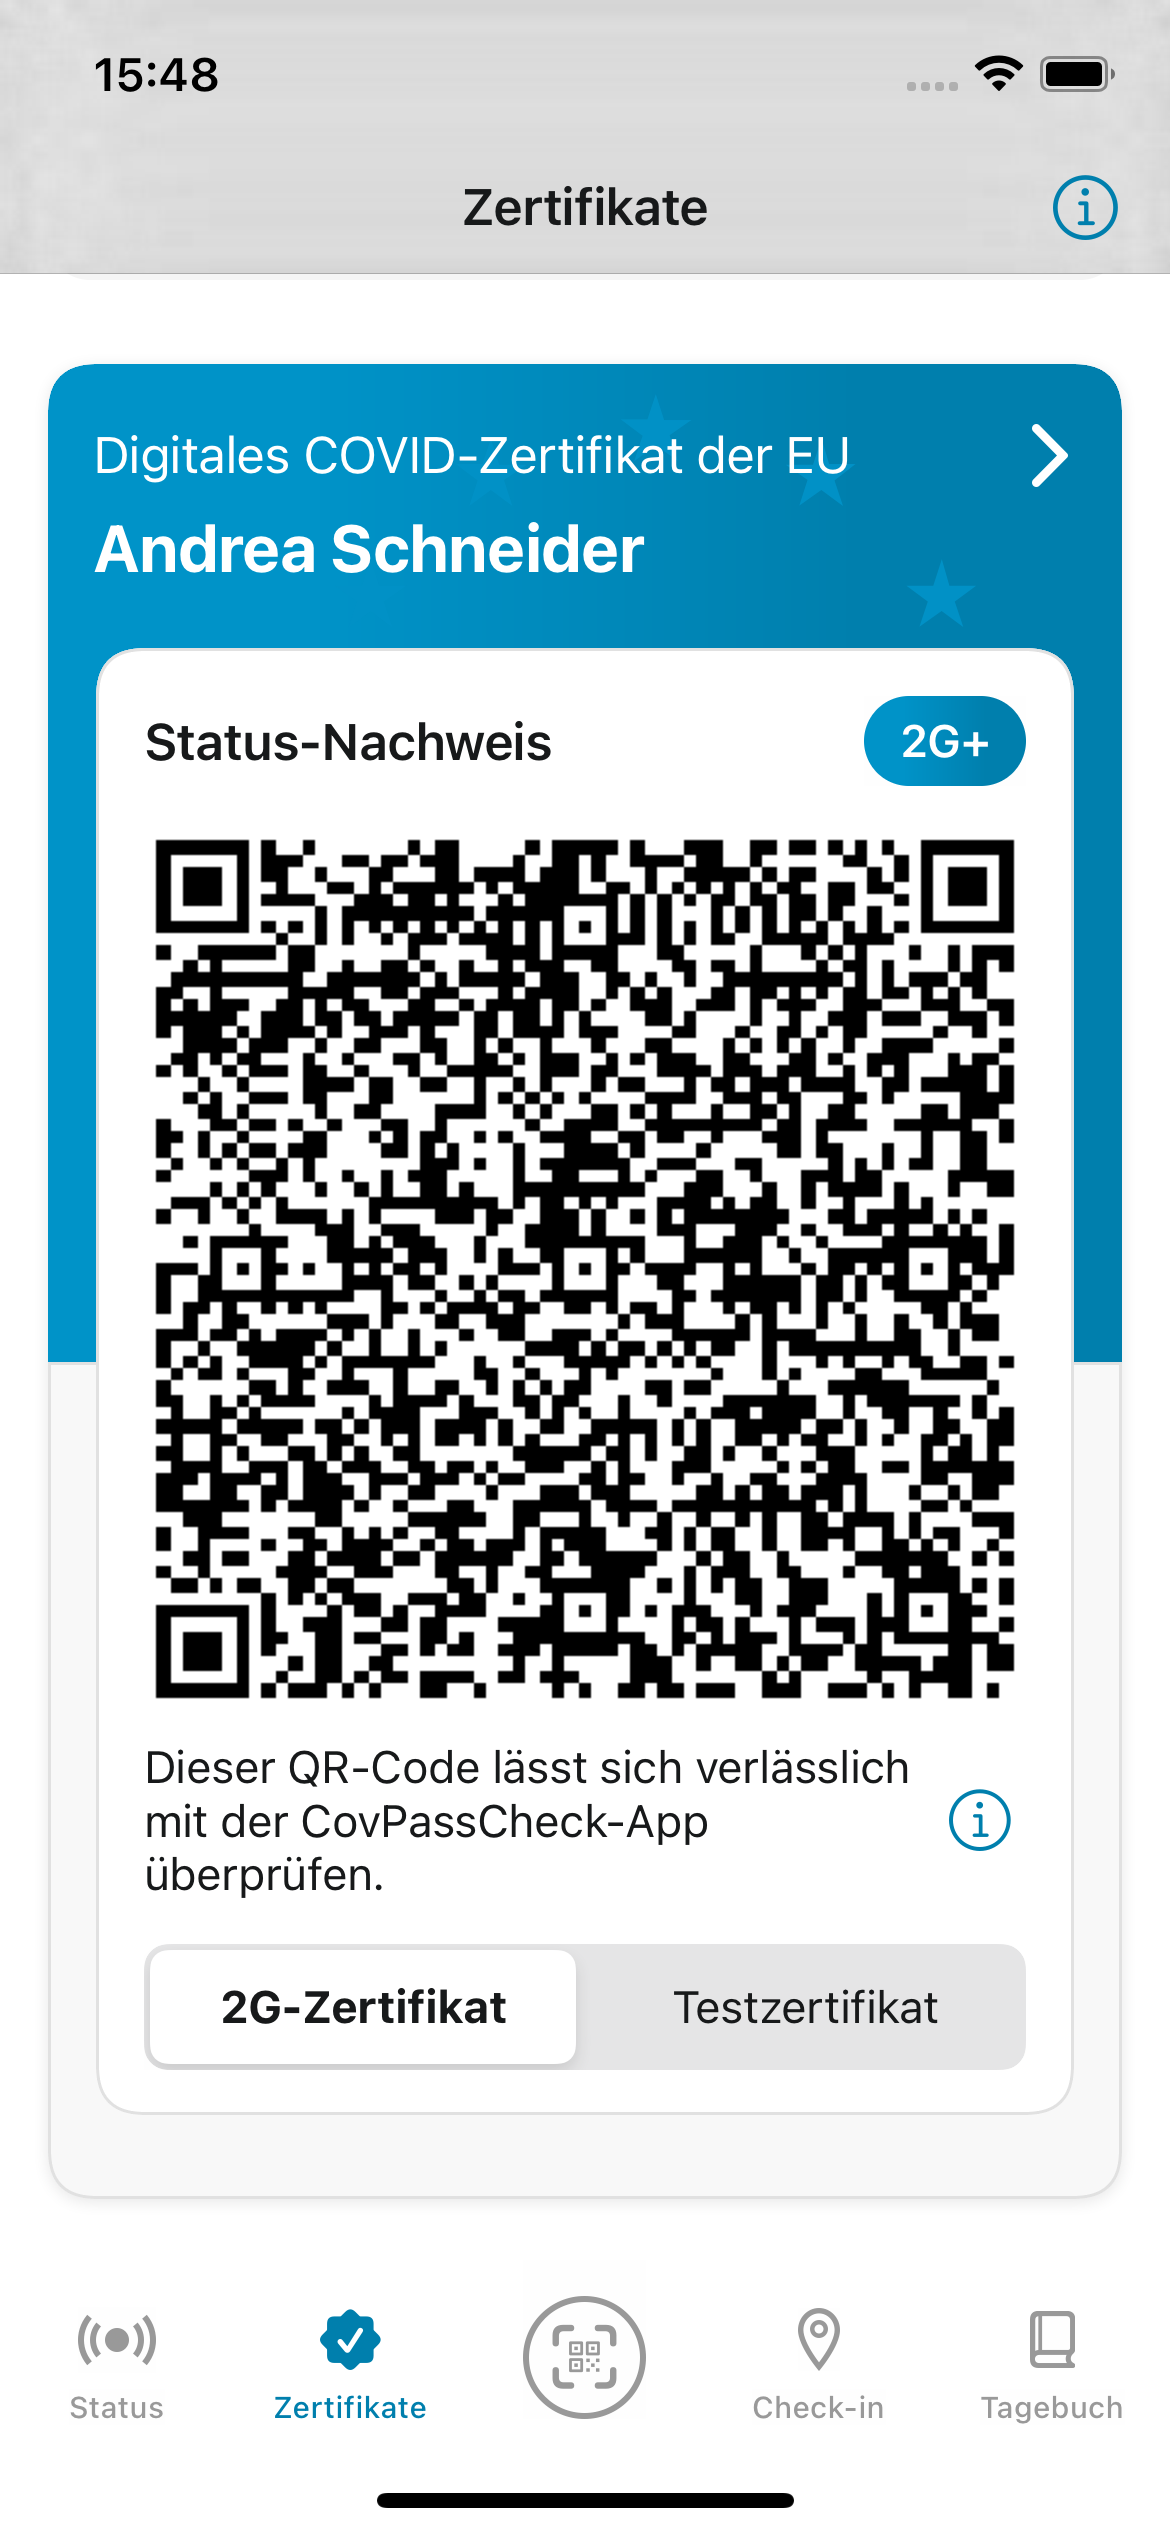 15:48
Zertifikate
Digitales COVID-Zertifikat der EU
Andrea Schneider
Status-Nachweis
2G+
Dieser QR-Code lässt sich verlässlich
mit der CovPassCheck-App
überprüfen.
2G-Zertifikat
Testzertifikat
Status
Zertifikate
Check-in
Tagebuch